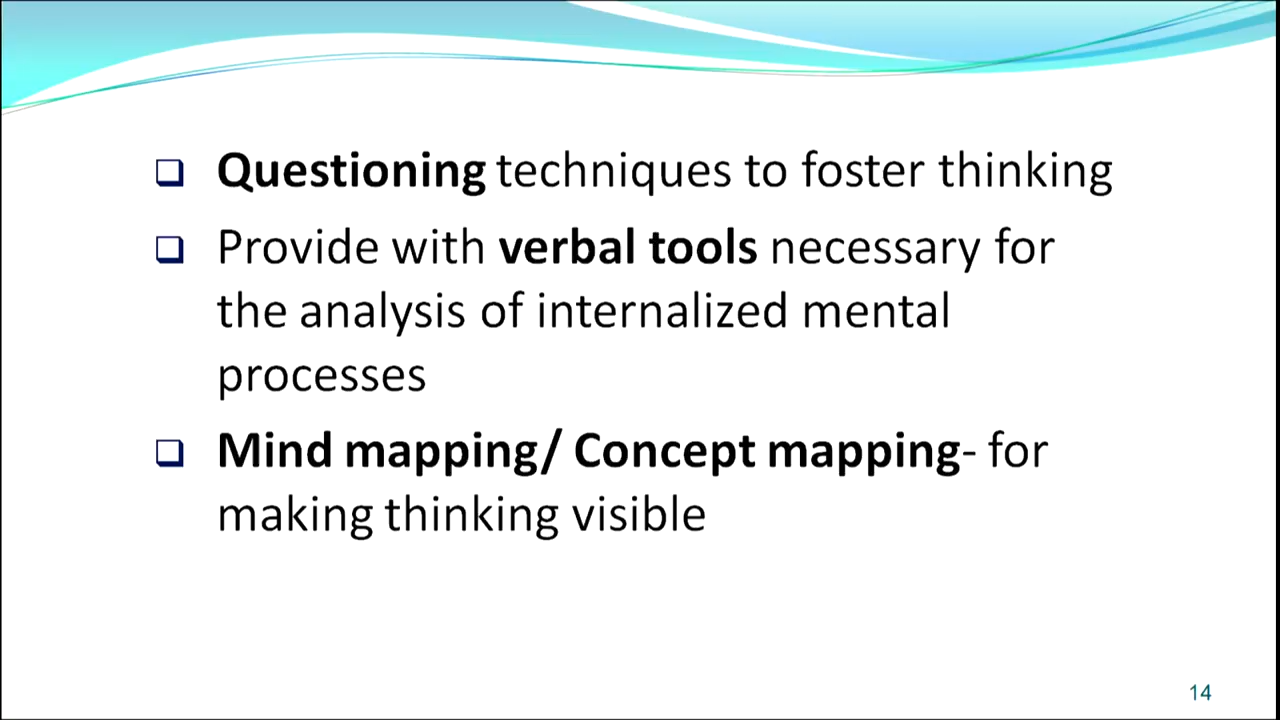 Questioning techniques to foster thinking
Provide with verbal tools necessary for
the analysis of internalized mental
processes
Mind mapping/ Concept mapping- for
making thinking visible
14